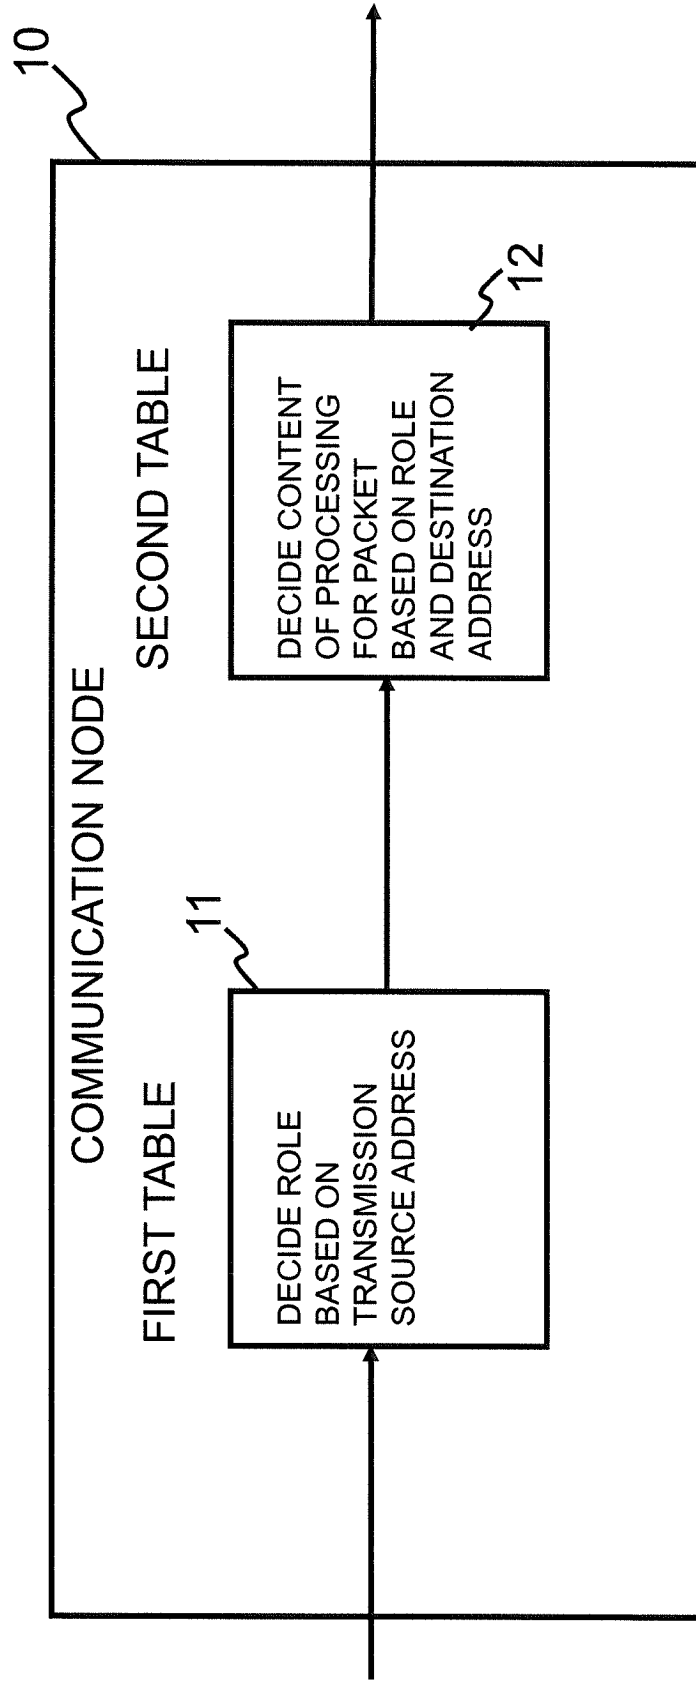 10
COMMUNICATION NODE
FIRST TABLE
11
DECIDE ROLE
BASED ON
TRANSMISSION
SOURCE ADDRESS
SECOND TABLE
DECIDE CONTENT
OF PROCESSING
FOR PACKET
BASED ON ROLE
AND DESTINATION
ADDRESS
12